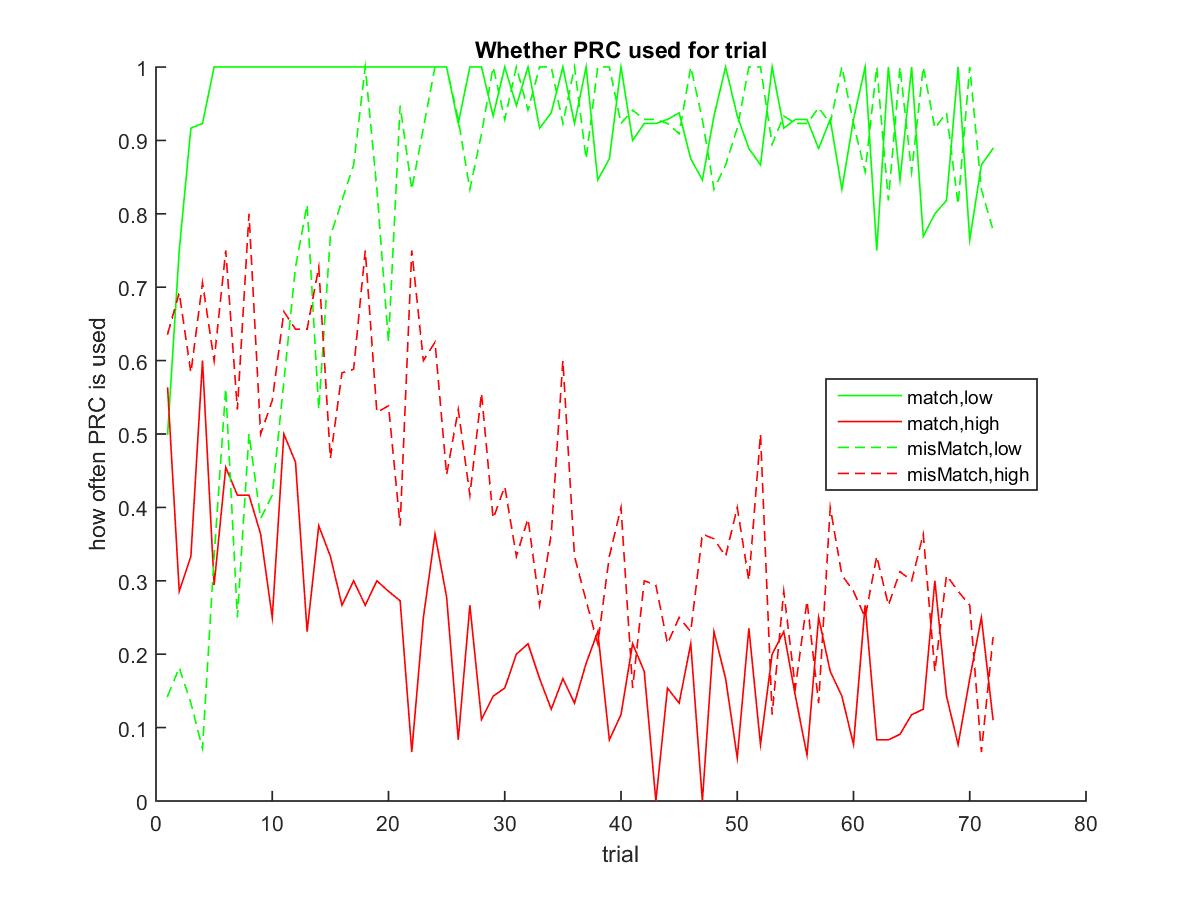 Whether PRC used for trial
how often PRC is used
1
0.9
0.8
0.7
0.6
0.5
0.4
0.3
0.2
0.1
0
match,low
match,high
misMatch,low
misMatch,high
0 10 20 30 40 50 60 70 80
trial